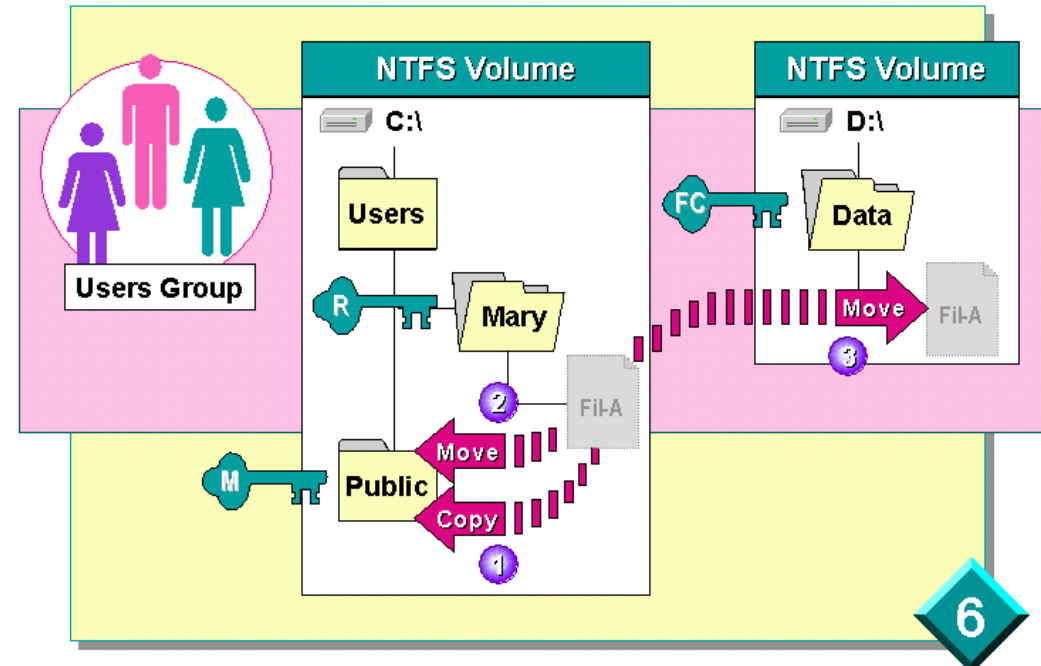 NTFS Volume
C:\
Users
R
Mary
2
Fil-A
Move
M
Public
Copy
1
Users Group
NTFS Volume
D:\
FC
Data
Move
Fil-A
3
6